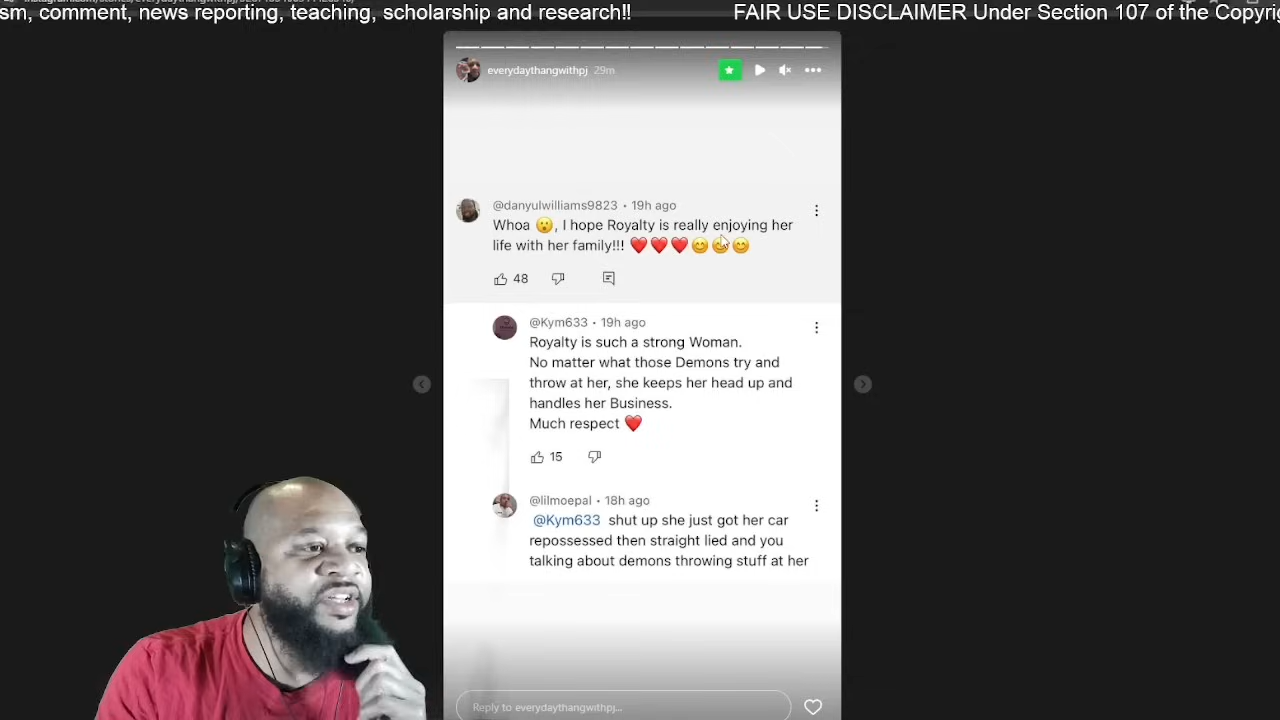 sm, comment, news reporting, teaching, scholarship and research!! FAIR USE DISCLAIMER Under Section 107 of the Copyri
everydaythangwithpj 29m
@danyulwilliams9823 • 19h ago
Whoa 😮, I hope Royalty is really enjoying her
life with her family!!! ❤️❤️❤️😊😊😊
48
@Kym633 • 19h ago
Royalty is such a strong Woman.
No matter what those Demons try and
throw at her, she keeps her head up and
handles her Business.
Much respect ❤️
15
@lilmoepal • 18h ago
@Kym633 shut up she just got her car
repossessed then straight lied and you
talking about demons throwing stuff at her
Reply to everydaythangwithpj...